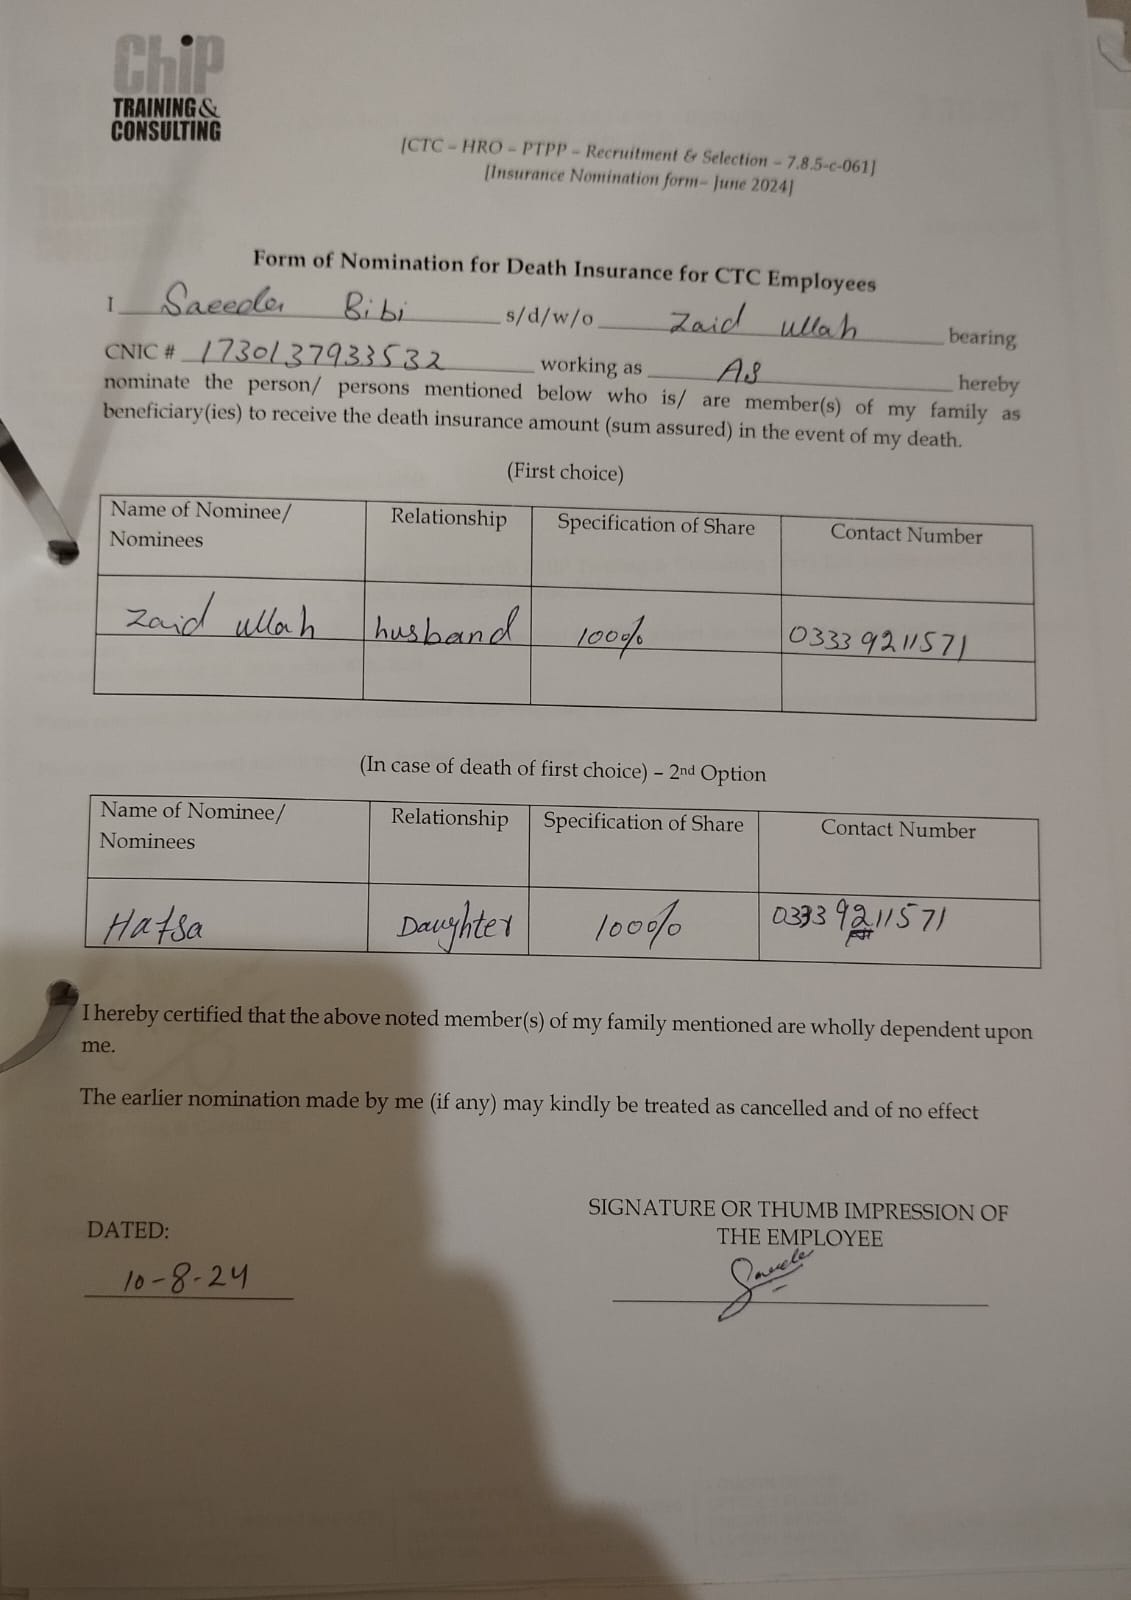 ChiP
TRAINING &
CONSULTING
[CTC – HRO – PTPP – Recruitment & Selection – 7.8.5-c-061]
[Insurance Nomination form– June 2024]
Form of Nomination for Death Insurance for CTC Employees
I Saeeda Bibi s/d/w/o Zaid ullah bearing
CNIC # 1730137933532 working as AS hereby
nominate the person/ persons mentioned below who is/ are member(s) of my family as
beneficiary(ies) to receive the death insurance amount (sum assured) in the event of my death.
(First choice)
Name of Nominee/ Relationship Specification of Share Contact Number
Nominees
Zaid ullah husband 100% 03339211571
(In case of death of first choice) – 2nd Option
Name of Nominee/ Relationship Specification of Share Contact Number
Nominees
Hafsa Daughter 100% 03339211571
I hereby certified that the above noted member(s) of my family mentioned are wholly dependent upon
me.
The earlier nomination made by me (if any) may kindly be treated as cancelled and of no effect
SIGNATURE OR THUMB IMPRESSION OF
DATED: THE EMPLOYEE
10-8-24 Saeeda